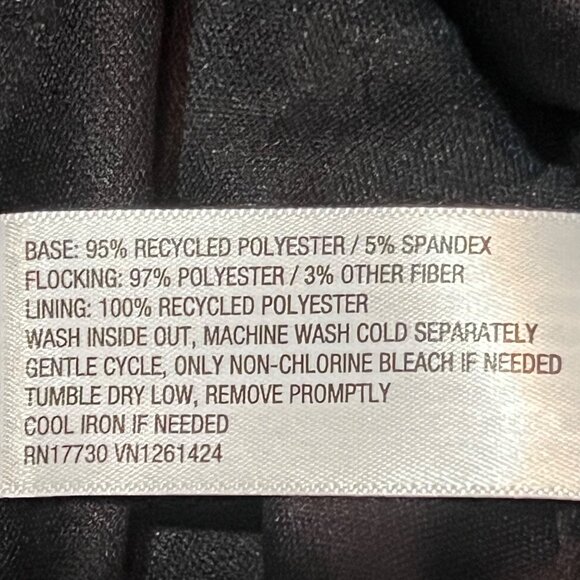 BASE: 95% RECYCLED POLYESTER / 5% SPANDEX
FLOCKING: 97% POLYESTER / 3% OTHER FIBER
LINING: 100% RECYCLED POLYESTER
WASH INSIDE OUT, MACHINE WASH COLD SEPARATELY
GENTLE CYCLE, ONLY NON-CHLORINE BLEACH IF NEEDED
TUMBLE DRY LOW, REMOVE PROMPTLY
COOL IRON IF NEEDED
RN17730 VN1261424